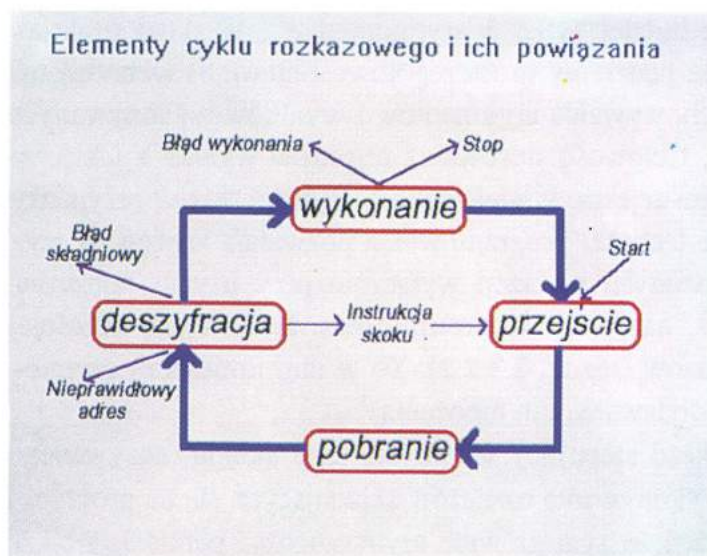 Elementy cyklu rozkazowego i ich powiązania
Błąd wykonania
Stop
wykonanie
Błąd
składniowy
Start
deszyfracja
Instrukcja
skoku
przejście
Nieprawidłowy
adres
pobranie